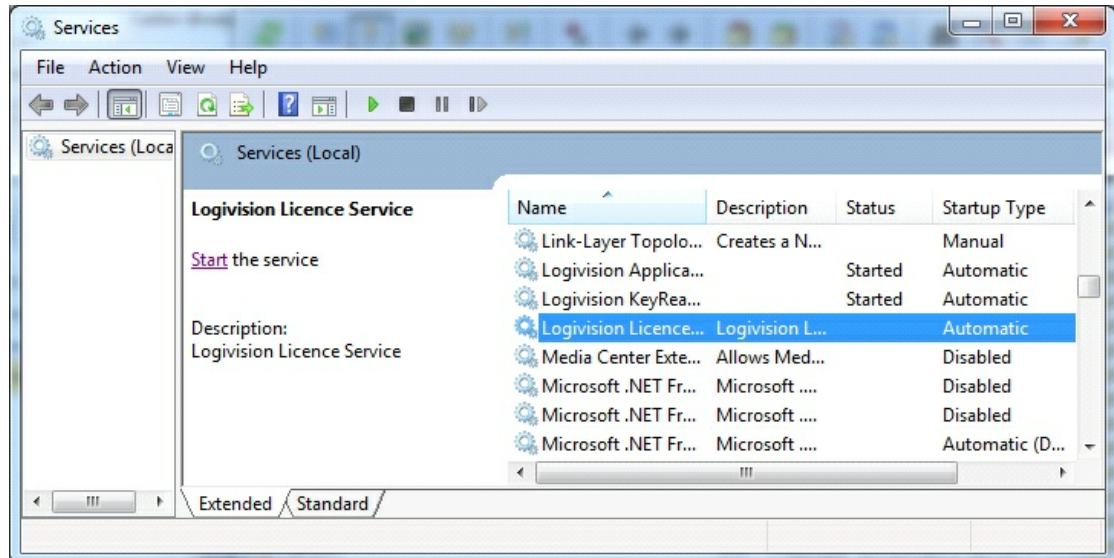 Services
File Action View Help
Services (Loca
Services (Local)
Logivision Licence Service
Start the service
Description:
Logivision Licence Service
Name Description Status Startup Type
Link-Layer Topolo... Creates a N... Manual
Logivision Applica... Started Automatic
Logivision KeyRea... Started Automatic
Logivision Licence... Logivision L... Automatic
Media Center Exte... Allows Med... Disabled
Microsoft .NET Fr... Microsoft .... Disabled
Microsoft .NET Fr... Microsoft .... Disabled
Microsoft .NET Fr... Microsoft .... Automatic (D...
Extended Standard